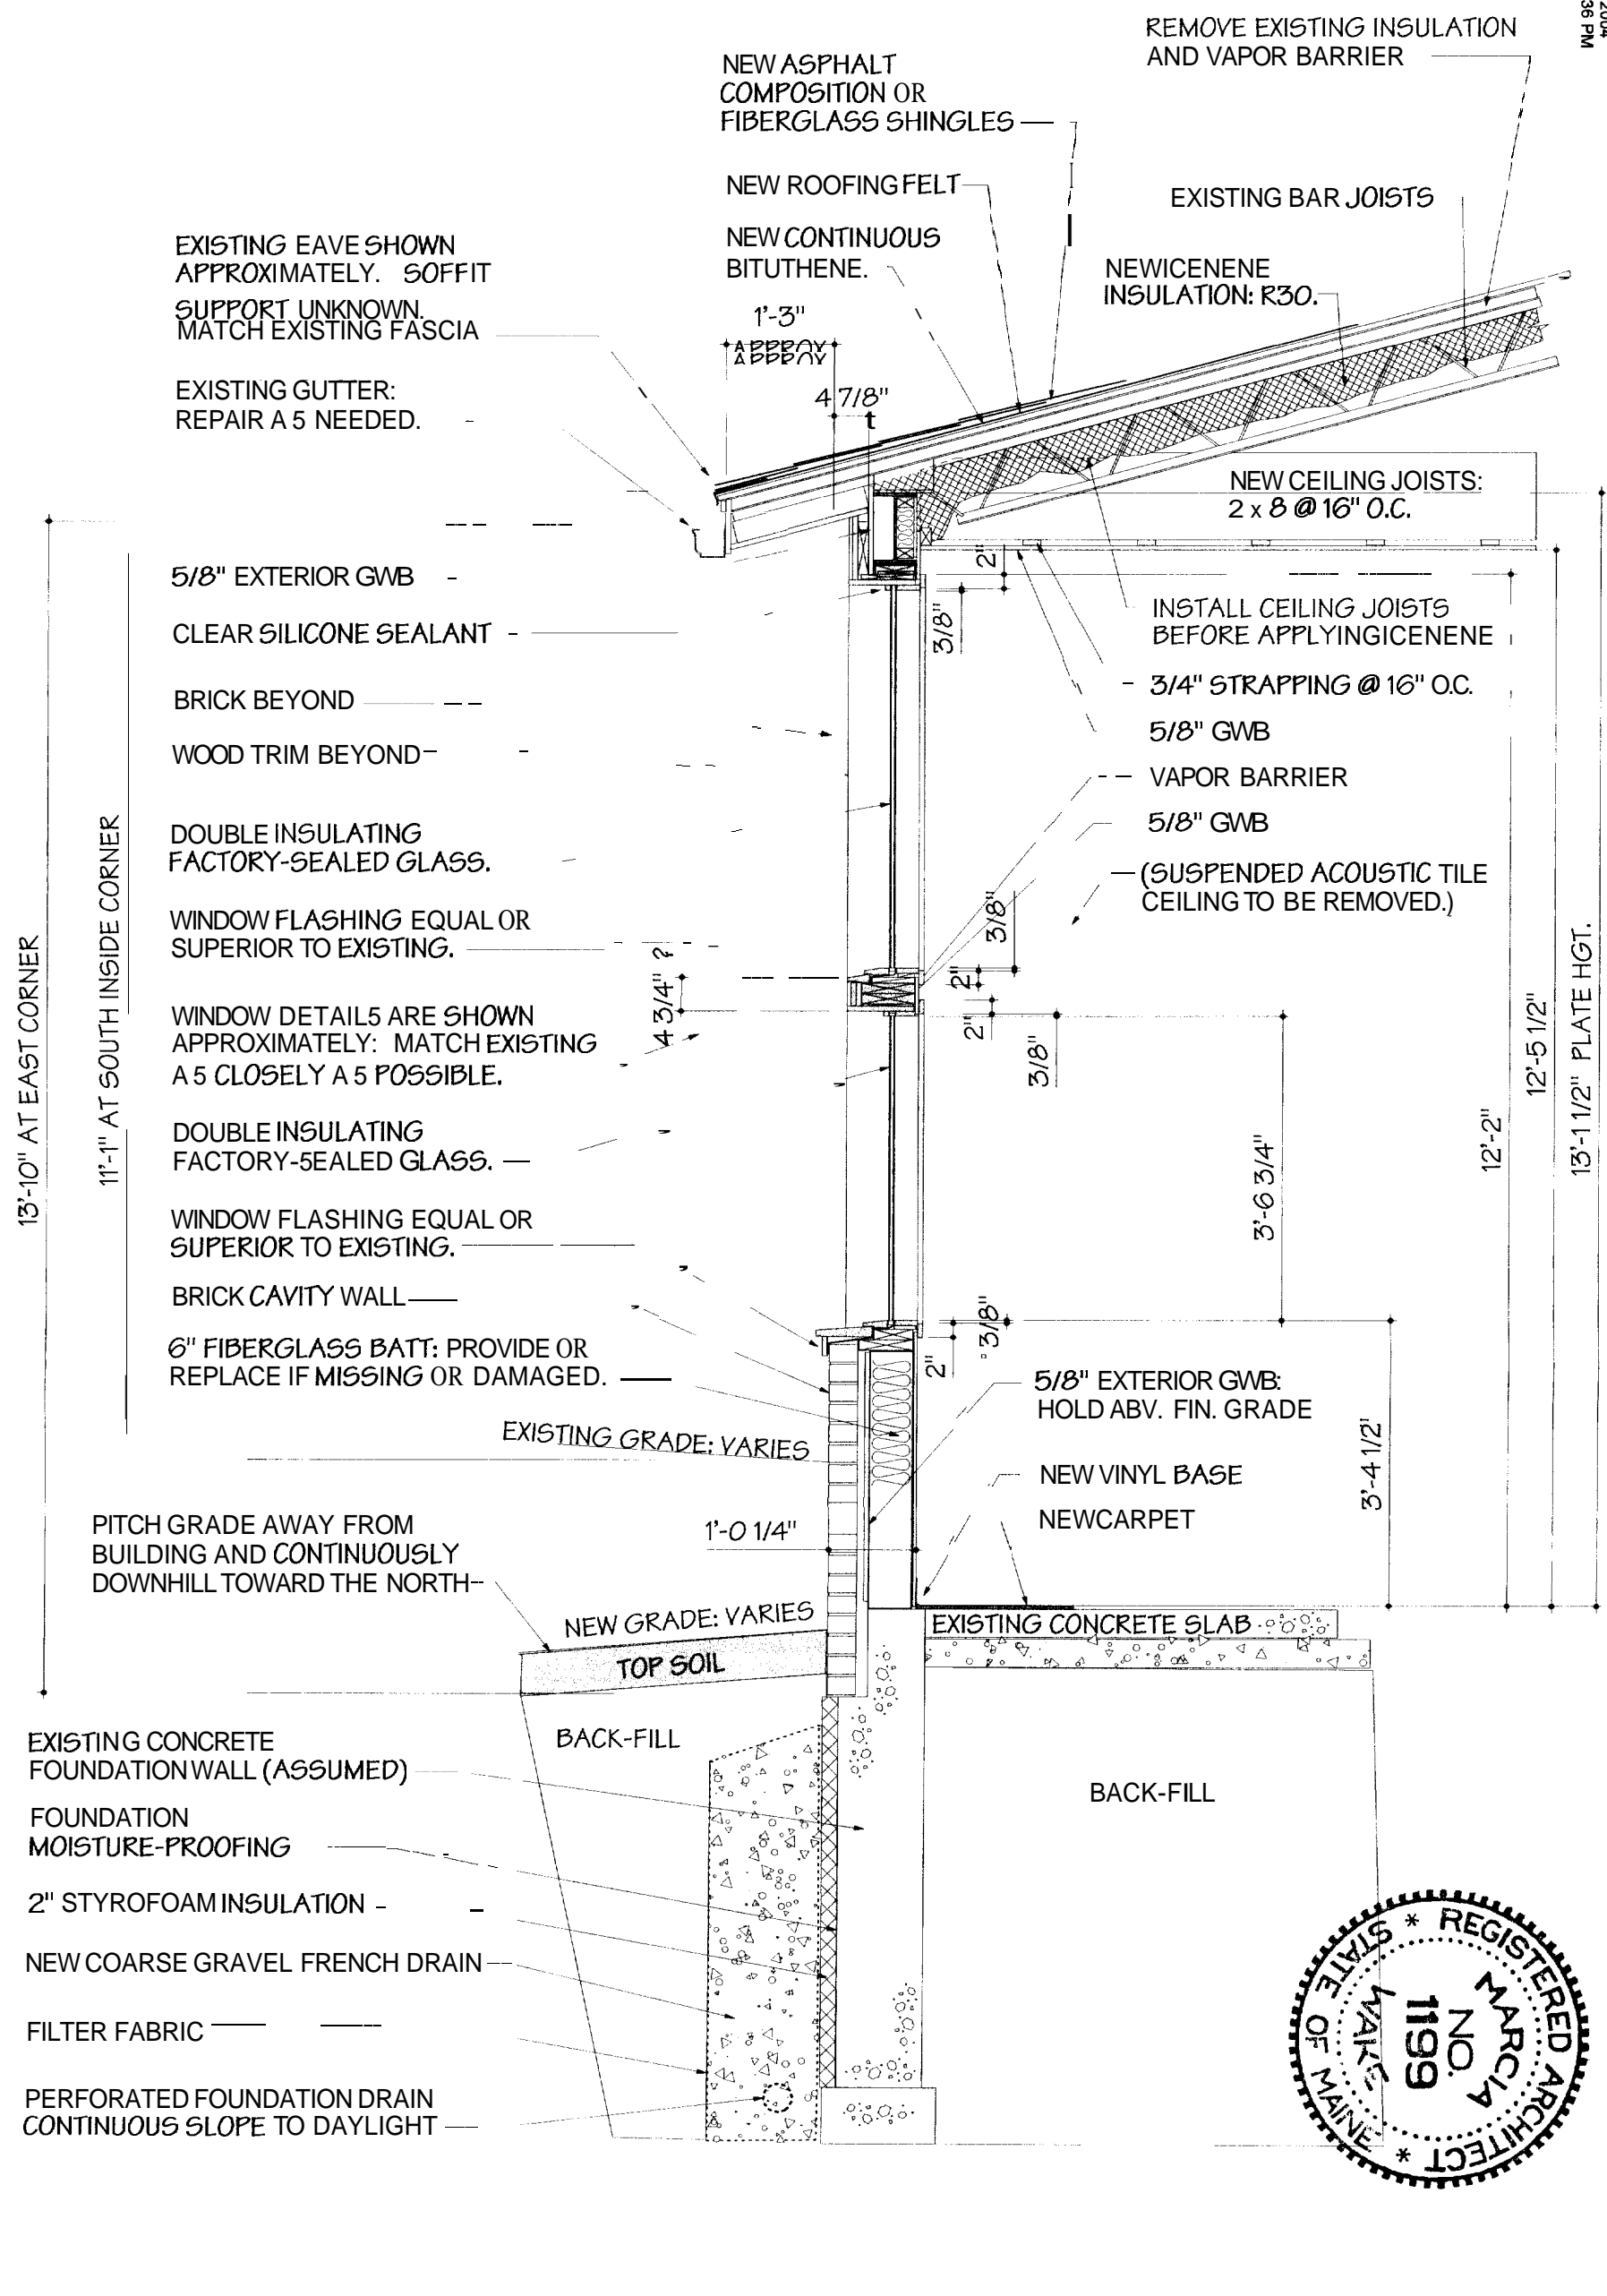 2004
36 PM
REMOVE EXISTING INSULATION
AND VAPOR BARRIER
NEW ASPHALT
COMPOSITION OR
FIBERGLASS SHINGLES
NEW ROOFING FELT
EXISTING BAR JOISTS
NEW CONTINUOUS
BITUTHENE.
NEWICENENE
INSULATION: R30.
EXISTING EAVE SHOWN
APPROXIMATELY. SOFFIT
SUPPORT UNKNOWN.
MATCH EXISTING FASCIA
1'-3"
EXISTING GUTTER:
REPAIR A5 NEEDED.
4 7/8"
NEW CEILING JOISTS:
2 x 8 @ 16" O.C.
2"
3/8"
5/8" EXTERIOR GWB
CLEAR SILICONE SEALANT
BRICK BEYOND
WOOD TRIM BEYOND
DOUBLE INSULATING
FACTORY-SEALED GLASS.
WINDOW FLASHING EQUAL OR
SUPERIOR TO EXISTING.
WINDOW DETAIL5 ARE SHOWN
APPROXIMATELY: MATCH EXISTING
A5 CLOSELY A5 POSSIBLE.
DOUBLE INSULATING
FACTORY-5EALED GLASS.
WINDOW FLASHING EQUAL OR
SUPERIOR TO EXISTING.
BRICK CAVITY WALL
6" FIBERGLASS BATT: PROVIDE OR
REPLACE IF MISSING OR DAMAGED.
INSTALL CEILING JOISTS
BEFORE APPLYINGICENENE
3/4" STRAPPING @ 16" O.C.
5/8" GWB
VAPOR BARRIER
5/8" GWB
(SUSPENDED ACOUSTIC TILE
CEILING TO BE REMOVED.)
3/8"
2"
4 3/4" ?
2"
3/8"
13'-10" AT EAST CORNER
11'-1" AT SOUTH INSIDE CORNER
3'-6 3/4"
12'-2"
12'-5 1/2"
13'-1 1/2" PLATE HGT.
3/8"
2"
5/8" EXTERIOR GWB:
HOLD ABV. FIN. GRADE
3'-4 1/2'
EXISTING GRADE: VARIES
NEW VINYL BASE
NEWCARPET
1'-0 1/4"
PITCH GRADE AWAY FROM
BUILDING AND CONTINUOUSLY
DOWNHILL TOWARD THE NORTH
NEW GRADE: VARIES
EXISTING CONCRETE SLAB
TOP SOIL
BACK-FILL
BACK-FILL
EXISTING CONCRETE
FOUNDATION WALL (ASSUMED)
FOUNDATION
MOISTURE-PROOFING
2" STYROFOAM INSULATION
NEW COARSE GRAVEL FRENCH DRAIN
FILTER FABRIC
PERFORATED FOUNDATION DRAIN
CONTINUOUS SLOPE TO DAYLIGHT
* REGISTERED ARCHITECT *
STATE OF MAINE
MARCIA
WAKE
NO.
1199